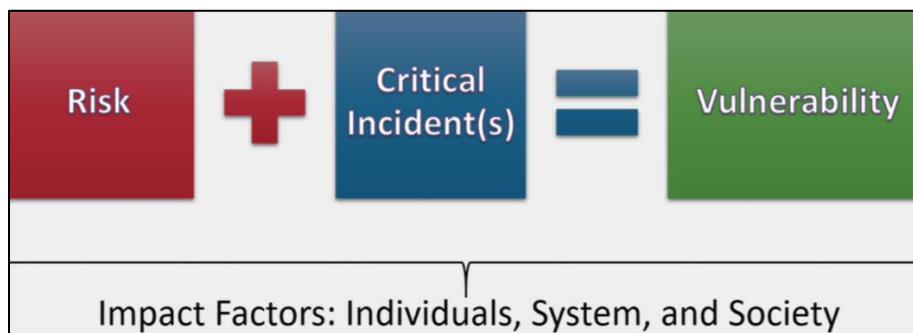 Risk
Critical
Incident(s)
Vulnerability
Impact Factors: Individuals, System, and Society